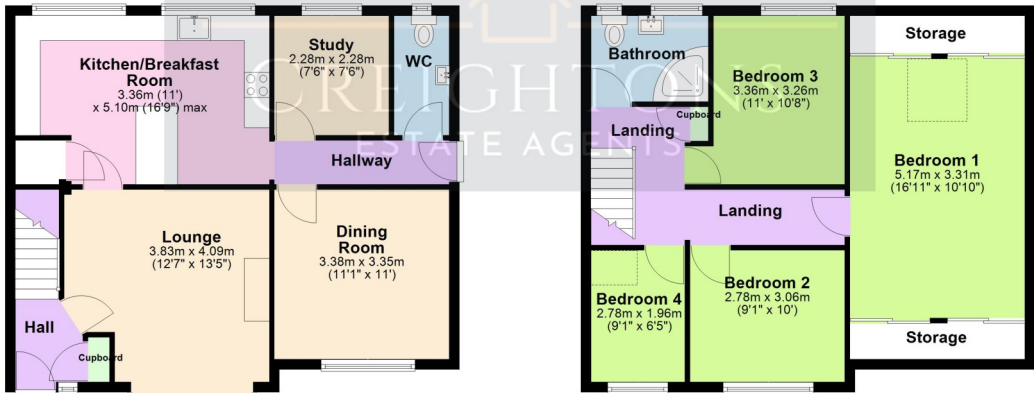 Kitchen/Breakfast
Room
3.36m (11')
x 5.10m (16'9") max
Study
2.28m x 2.28m
(7'6" x 7'6")
WC
Hallway
Lounge
3.83m x 4.09m
(12'7" x 13'5")
Dining
Room
3.38m x 3.35m
(11'1" x 11')
Hall
Cupboard
Bathroom
Bedroom 3
3.36m x 3.26m
(11' x 10'8")
Storage
Cupboard
Landing
Bedroom 1
5.17m x 3.31m
(16'11" x 10'10")
Landing
Bedroom 4
2.78m x 1.96m
(9'1" x 6'5")
Bedroom 2
2.78m x 3.06m
(9'1" x 10')
Storage
CREIGHTONS
ESTATE AGENTS